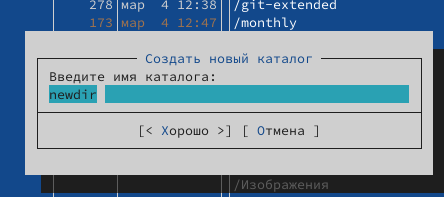 278 мар 4 12:38 /git-extended
173 мар 4 12:47 /monthly
Создать новый каталог
Введите имя каталога:
newdir
[< Хорошо >] [ Отмена ]
/Изображения